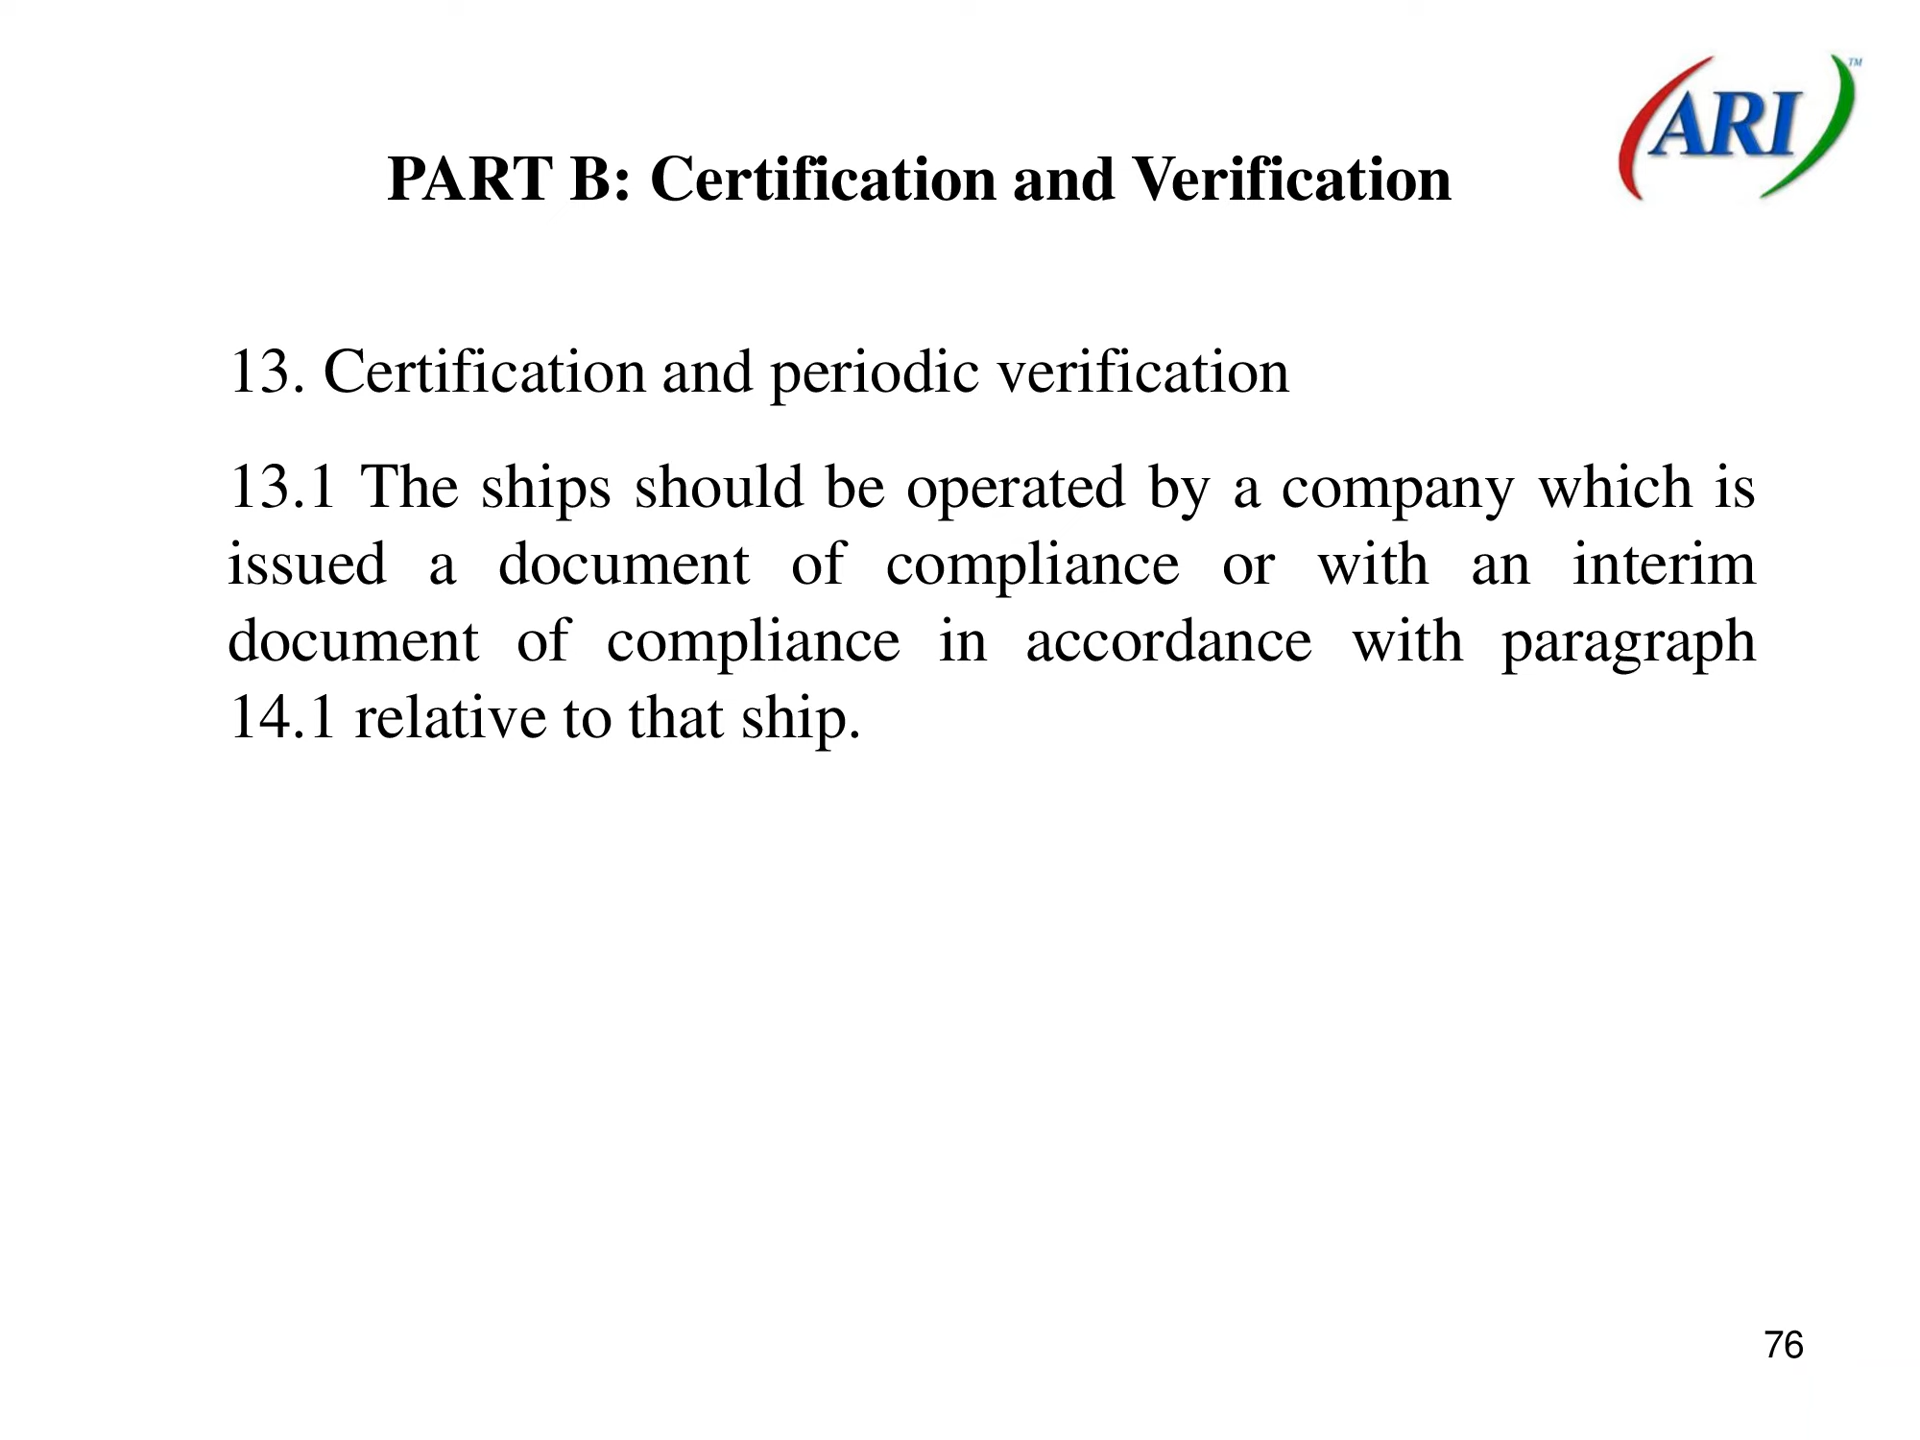 ARI TM
PART B: Certification and Verification
13. Certification and periodic verification
13.1 The ships should be operated by a company which is
issued a document of compliance or with an interim
document of compliance in accordance with paragraph
14.1 relative to that ship.
76